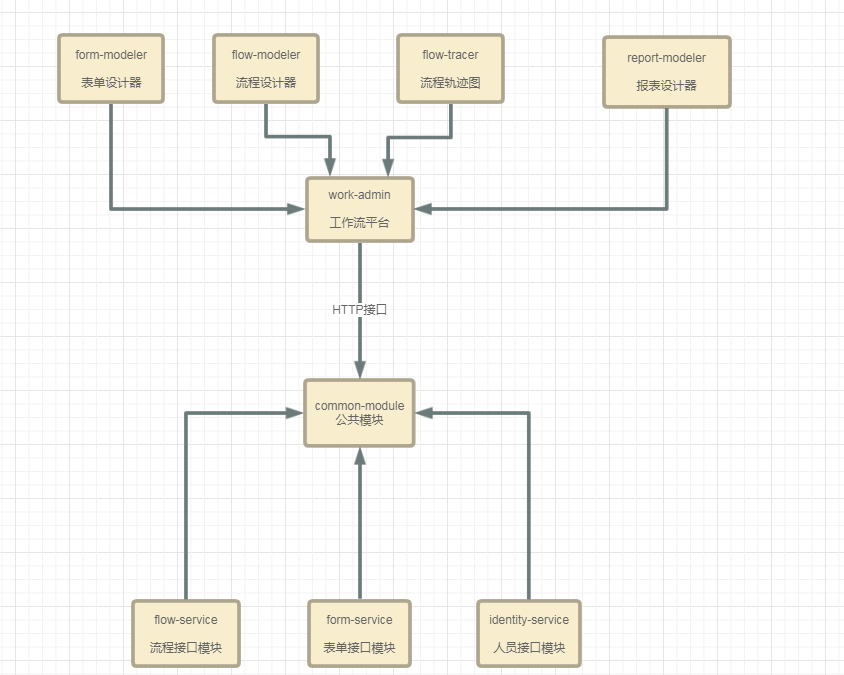 form-modeler
表单设计器
flow-modeler
流程设计器
flow-tracer
流程轨迹图
report-modeler
报表设计器
work-admin
工作流平台
HTTP接口
common-module
公共模块
flow-service
流程接口模块
form-service
表单接口模块
identity-service
人员接口模块